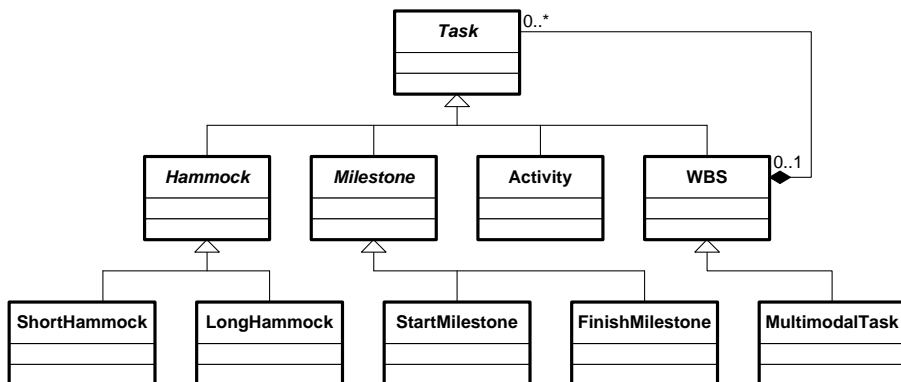 Task
0..*
Hammock
Milestone
Activity
WBS
0..1
ShortHammock
LongHammock
StartMilestone
FinishMilestone
MultimodalTask